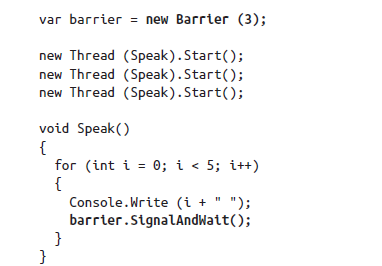 var barrier = new Barrier (3);
new Thread (Speak).Start();
new Thread (Speak).Start();
new Thread (Speak).Start();
void Speak()
{
for (int i = 0; i < 5; i++)
{
Console.Write (i + " ");
barrier.SignalAndWait();
}
}